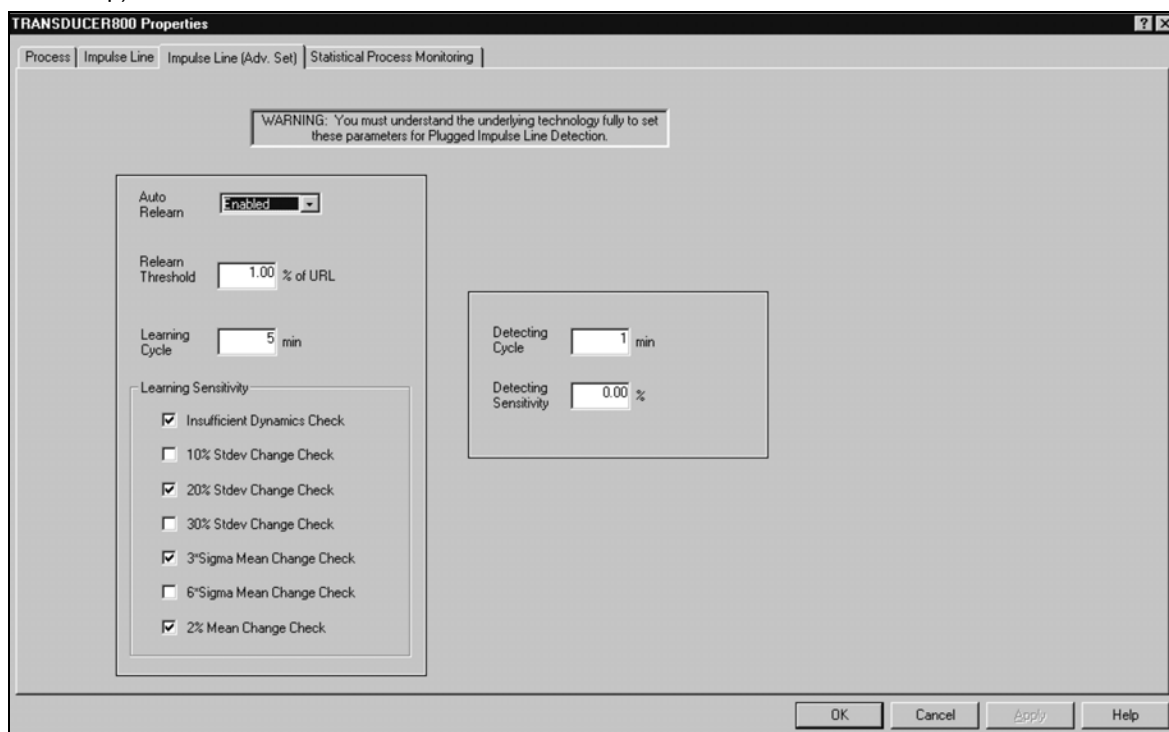 TRANSDUCER800 Properties
Process
Impulse Line
Impulse Line (Adv. Set)
Statistical Process Monitoring
WARNING: You must understand the underlying technology fully to set
these parameters for Plugged Impulse Line Detection.
Auto
Relearn
Enabled
Relearn
Threshold
1.00 % of URL
Learning
Cycle
5 min
Learning Sensitivity
Insufficient Dynamics Check
10% Stdev Change Check
20% Stdev Change Check
30% Stdev Change Check
3*Sigma Mean Change Check
6*Sigma Mean Change Check
2% Mean Change Check
Detecting
Cycle
1 min
Detecting
Sensitivity
0.00 %
OK
Cancel
Apply
Help